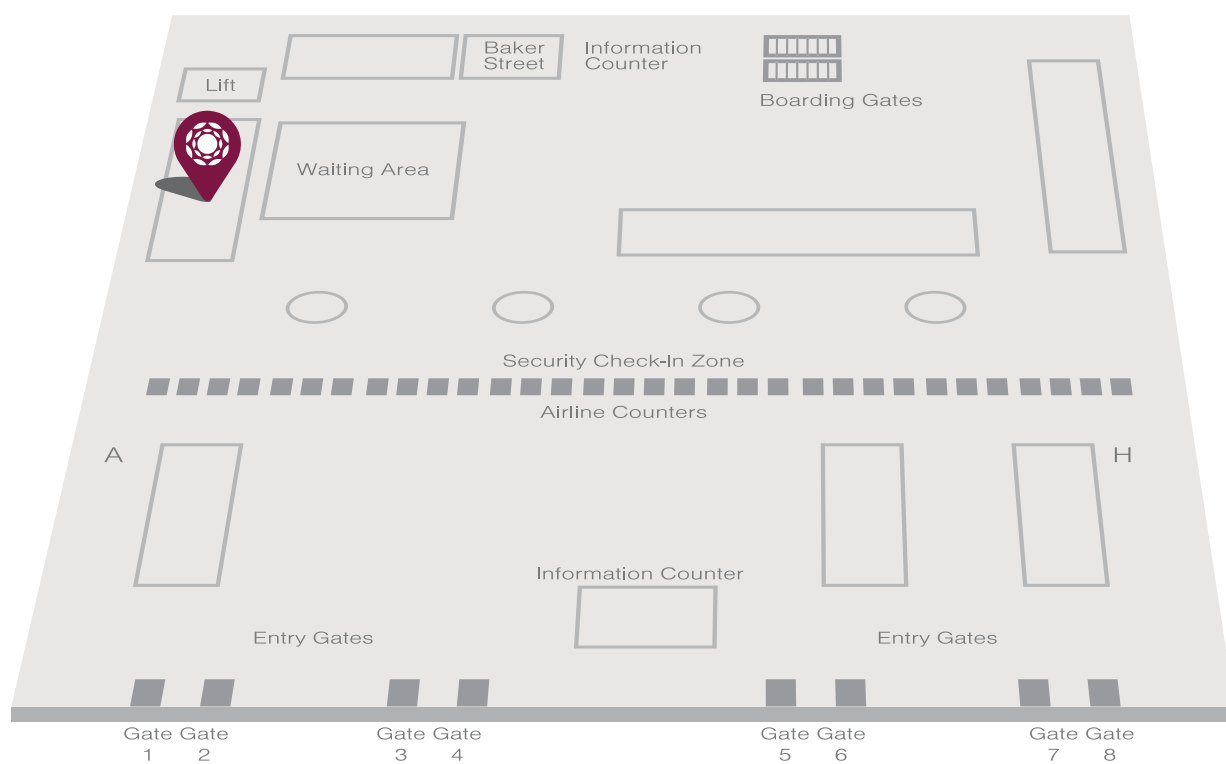 Baker
Street
Information
Counter
Lift
Boarding Gates
Waiting Area
Security Check-In Zone
Airline Counters
A
H
Information Counter
Entry Gates
Entry Gates
Gate
1
Gate
2
Gate
3
Gate
4
Gate
5
Gate
6
Gate
7
Gate
8